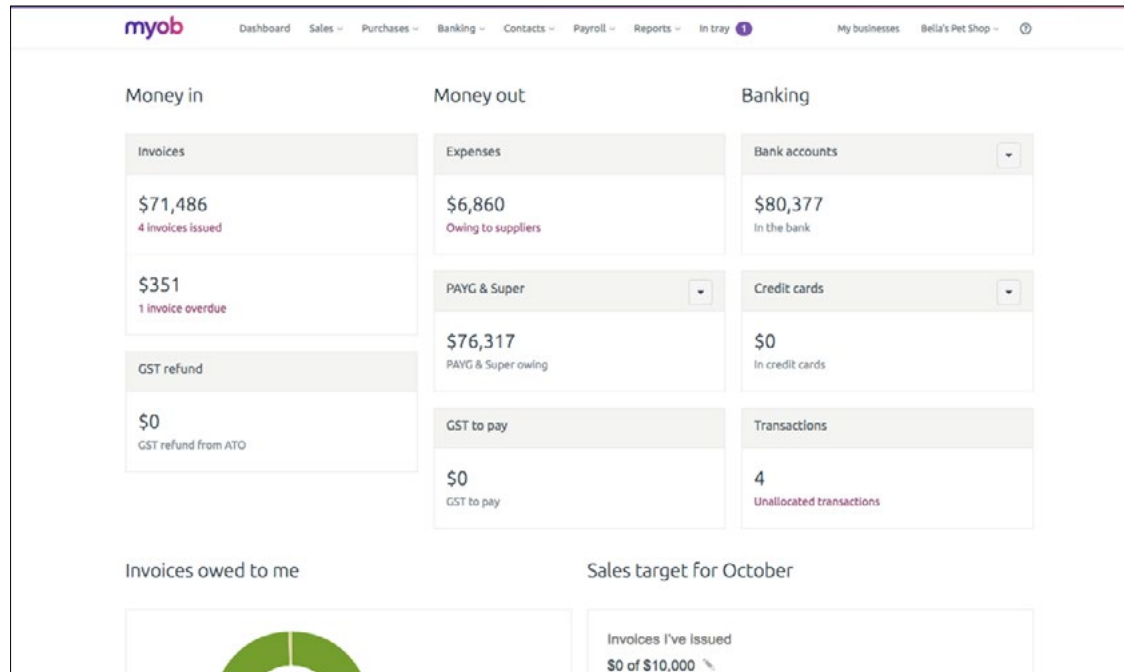 myob
Dashboard Sales Purchases Banking Contacts Payroll Reports In tray 1 My businesses Bella's Pet Shop ?
Money in
Invoices
$71,486
4 invoices issued
$351
1 invoice overdue
GST refund
$0
GST refund from ATO
Money out
Expenses
$6,860
Owing to suppliers
PAYG & Super
$76,317
PAYG & Super owing
GST to pay
$0
GST to pay
Banking
Bank accounts
$80,377
In the bank
Credit cards
$0
In credit cards
Transactions
4
Unallocated transactions
Invoices owed to me
Sales target for October
Invoices I've issued
$0 of $10,000